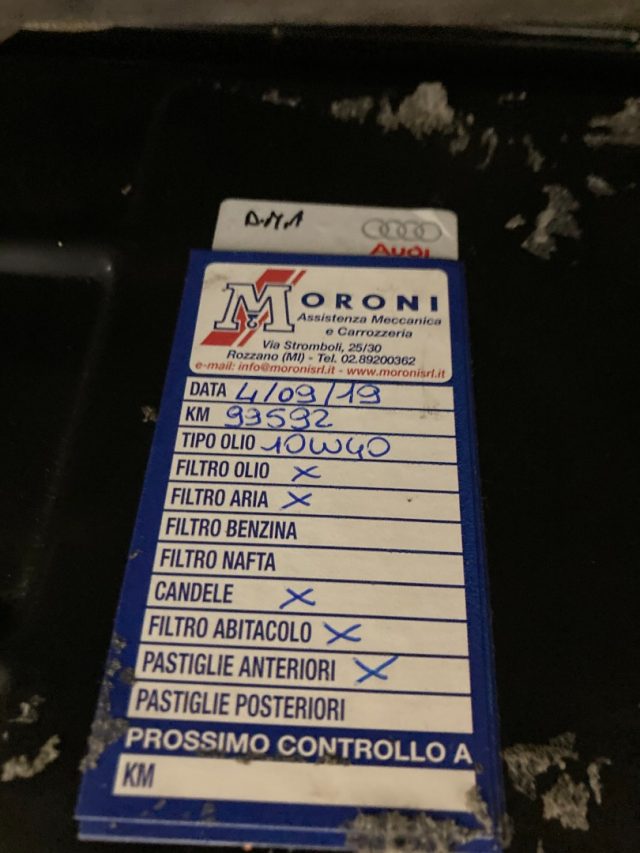 D.M.1
Audi
MORONI
Assistenza Meccanica
e Carrozzeria
Via Stromboli, 25/30
Rozzano (MI) - Tel. 02.89200362
e-mail: info@moronisrl.it - www.moronisrl.it
DATA 4/09/19
KM 99592
TIPO OLIO 10W40
FILTRO OLIO X
FILTRO ARIA X
FILTRO BENZINA
FILTRO NAFTA
CANDELE X
FILTRO ABITACOLO X
PASTIGLIE ANTERIORI X
PASTIGLIE POSTERIORI
PROSSIMO CONTROLLO A
KM